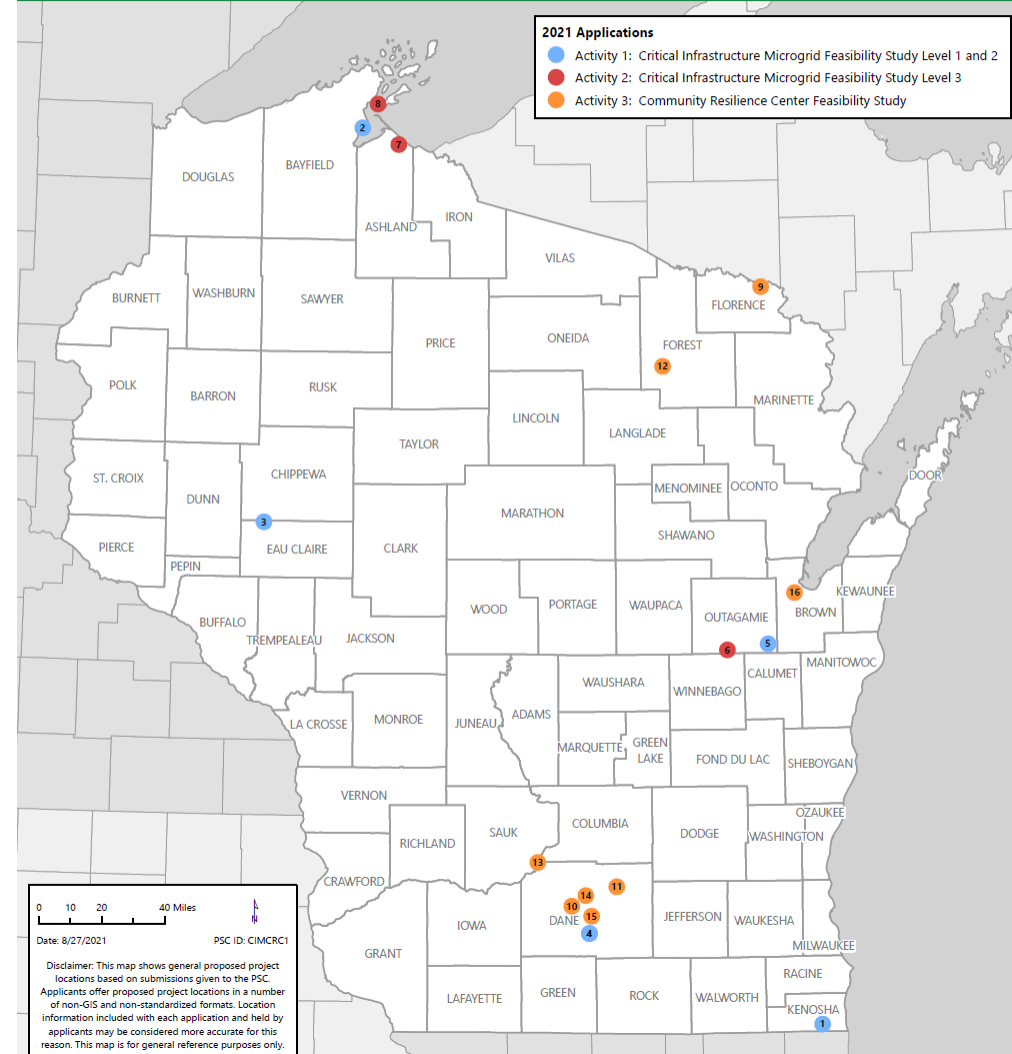 2021 Applications
Activity 1: Critical Infrastructure Microgrid Feasibility Study Level 1 and 2
Activity 2: Critical Infrastructure Microgrid Feasibility Study Level 3
Activity 3: Community Resilience Center Feasibility Study
8
2
7
BAYFIELD
DOUGLAS
ASHLAND
IRON
VILAS
9
FLORENCE
BURNETT
WASHBURN
SAWYER
PRICE
ONEIDA
FOREST
12
POLK
BARRON
RUSK
MARINETTE
LINCOLN
LANGLADE
TAYLOR
ST. CROIX
DUNN
CHIPPEWA
MENOMINEE
OCONTO
DOOR
MARATHON
3
SHAWANO
PIERCE
EAU CLAIRE
CLARK
PEPIN
16
KEWAUNEE
BROWN
WOOD
PORTAGE
WAUPACA
OUTAGAMIE
BUFFALO
TREMPEALEAU
JACKSON
5
6
MANITOWOC
CALUMET
WAUSHARA
WINNEBAGO
LA CROSSE
MONROE
JUNEAU
ADAMS
MARQUETTE
GREEN
LAKE
FOND DU LAC
SHEBOYGAN
VERNON
OZAUKEE
RICHLAND
SAUK
COLUMBIA
DODGE
WASHINGTON
13
CRAWFORD
11
14
10
15
DANE
4
JEFFERSON
WAUKESHA
IOWA
MILWAUKEE
GRANT
RACINE
LAFAYETTE
GREEN
ROCK
WALWORTH
KENOSHA
1
0 10 20 40 Miles
N
Date: 8/27/2021 PSC ID: CIMCRC1
Disclaimer: This map shows general proposed project
locations based on submissions given to the PSC.
Applicants offer proposed project locations in a number
of non-GIS and non-standardized formats. Location
information included with each application and held by
applicants may be considered more accurate for this
reason. This map is for general reference purposes only.